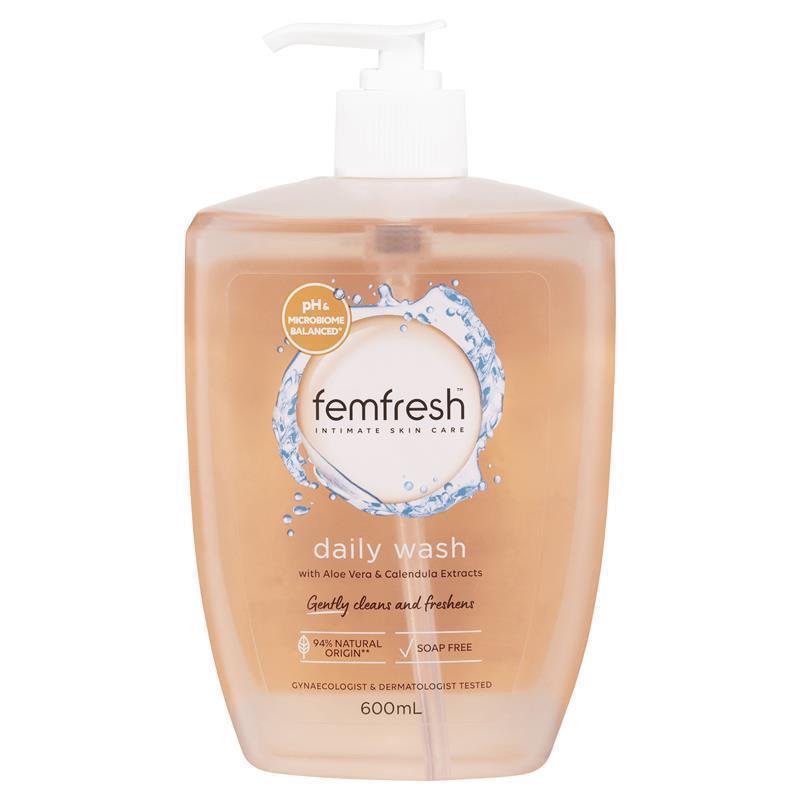 pH &
MICROBIOME
BALANCED*
femfresh™
INTIMATE SKIN CARE
daily wash
with Aloe Vera & Calendula Extracts
Gently cleans and freshens
94% NATURAL
ORIGIN**
SOAP FREE
GYNAECOLOGIST & DERMATOLOGIST TESTED
600mL